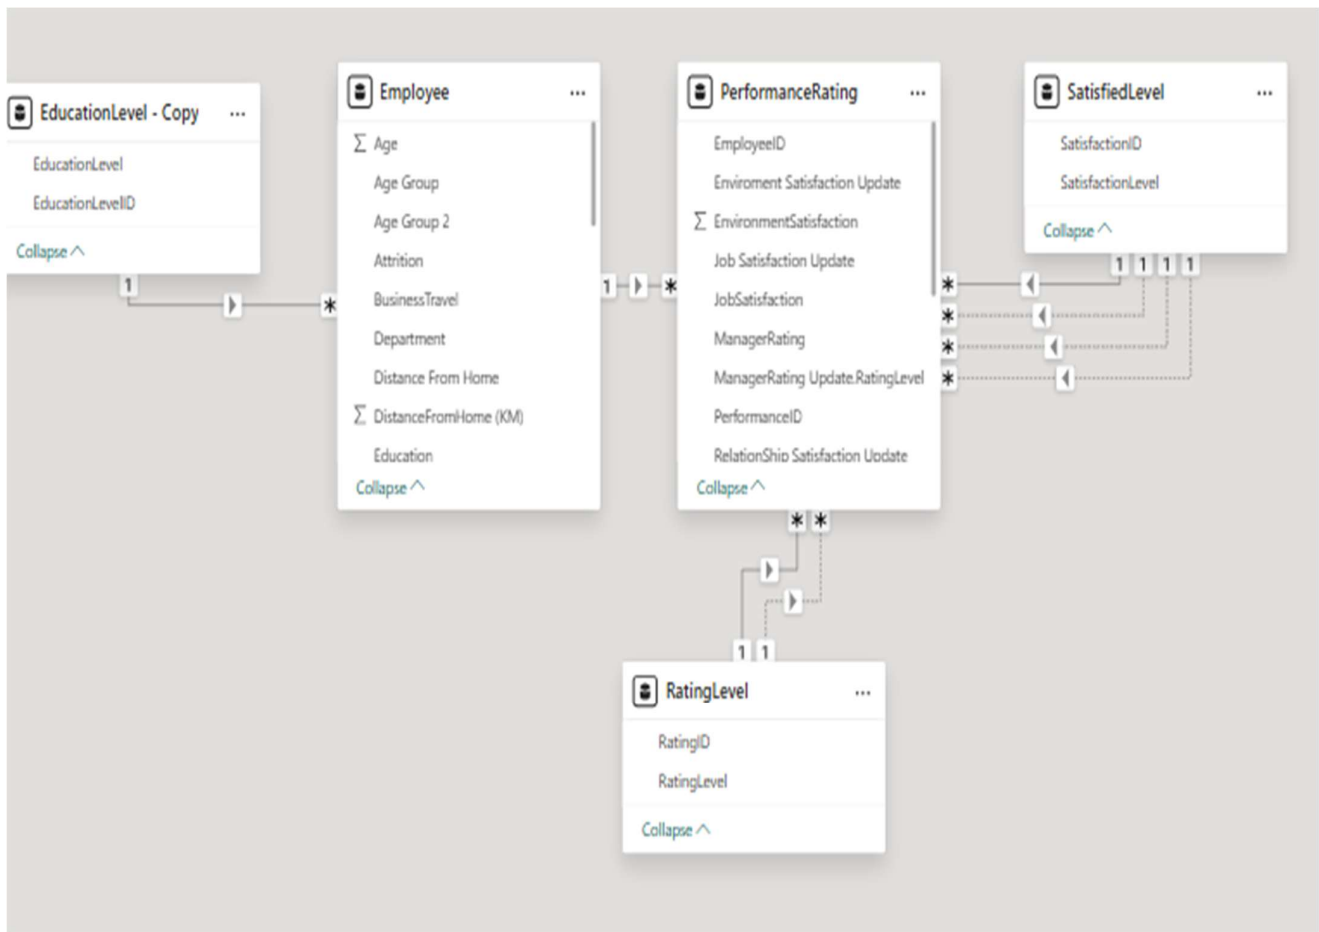 EducationLevel - Copy
...
EducationLevel
EducationLevelID
Collapse
1
*
Employee
...
Σ Age
Age Group
Age Group 2
Attrition
BusinessTravel
Department
Distance From Home
Σ DistanceFromHome (KM)
Education
Collapse
1
*
PerformanceRating
...
EmployeeID
Enviroment Satisfaction Update
Σ EnvironmentSatisfaction
Job Satisfaction Update
JobSatisfaction
ManagerRating
ManagerRating Update.RatingLevel
PerformanceID
RelationShip Satisfaction Update
Collapse
* *
SatisfiedLevel
...
SatisfactionID
SatisfactionLevel
Collapse
1 1 1 1
*
*
*
*
1 1
RatingLevel
...
RatingID
RatingLevel
Collapse